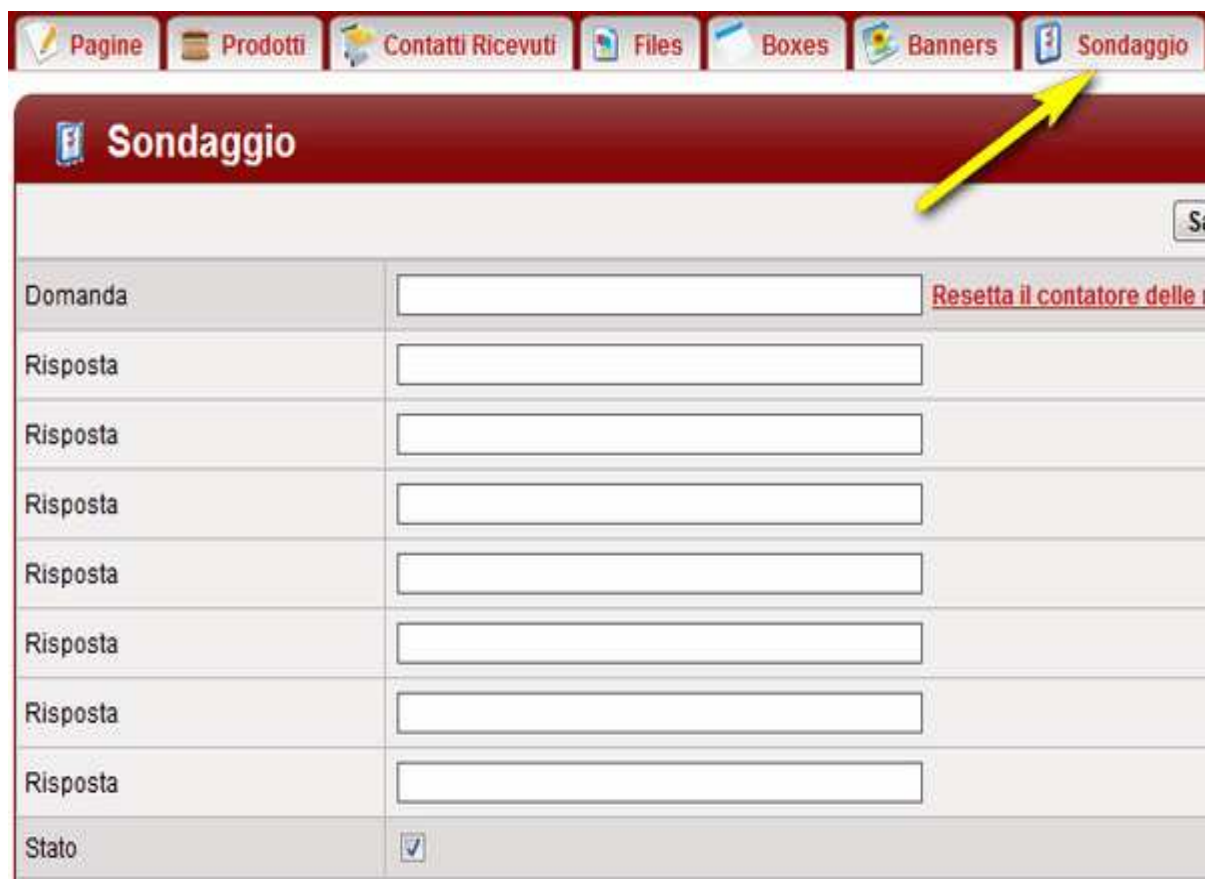 Pagine Prodotti Contatti Ricevuti Files Boxes Banners Sondaggio
Sondaggio
Domanda Resetta il contatore delle
Risposta
Risposta
Risposta
Risposta
Risposta
Risposta
Risposta
Stato